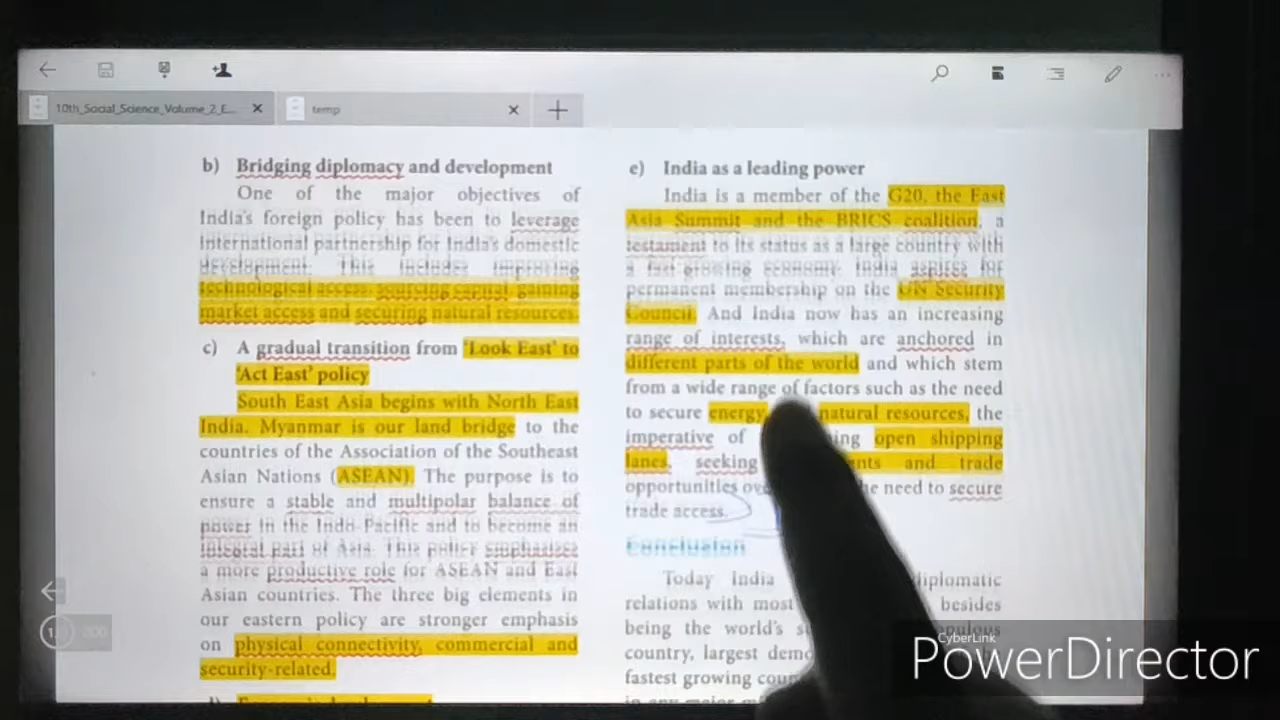 10th_Social_Science_Volume_2_E...
temp
b) Bridging diplomacy and development
One of the major objectives of
India's foreign policy has been to leverage
international partnership for India's domestic
development. This includes improving
technological access, sourcing capital, gaining
market access and securing natural resources.
c) A gradual transition from 'Look East' to
'Act East' policy
South East Asia begins with North East
India. Myanmar is our land bridge to the
countries of the Association of the Southeast
Asian Nations (ASEAN). The purpose is to
ensure a stable and multipolar balance of
power in the Indo-Pacific and to become an
integral part of Asia. This policy emphasises
a more productive role for ASEAN and East
Asian countries. The three big elements in
our eastern policy are stronger emphasis
on physical connectivity, commercial and
security-related.
e) India as a leading power
India is a member of the G20, the East
Asia Summit and the BRICS coalition, a
testament to its status as a large country with
a fast growing economy. India aspires for
permanent membership on the UN Security
Council. And India now has an increasing
range of interests, which are anchored in
different parts of the world and which stem
from a wide range of factors such as the need
to secure energy, natural resources, the
imperative of open shipping
lanes, seeking and trade
opportunities the need to secure
trade access.
Conclusion
Today India diplomatic
relations with most besides
being the world's
country, largest
fastest growing
in any major
CyberLink
PowerDirector